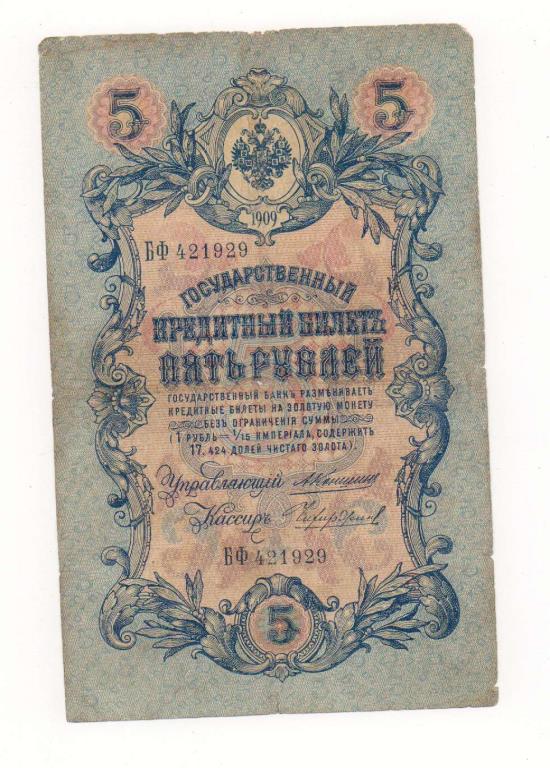 5 5
1909
БФ 421929
ГОСУДАРСТВЕННЫЙ
КРЕДИТНЫЙ БИЛЕТЪ
ПЯТЬ РУБЛЕЙ
ГОСУДАРСТВЕННЫЙ БАНКЪ РАЗМѢНИВАЕТЪ
КРЕДИТНЫЕ БИЛЕТЫ НА ЗОЛОТУЮ МОНЕТУ
БЕЗЪ ОГРАНИЧЕНІЯ СУММЫ
(1 РУБЛЬ = 1/15 ИМПЕРІАЛА, СОДЕРЖИТЪ
17,424 ДОЛЕЙ ЧИСТАГО ЗОЛОТА).
Управляющій
Кассиръ
БФ 421929
5